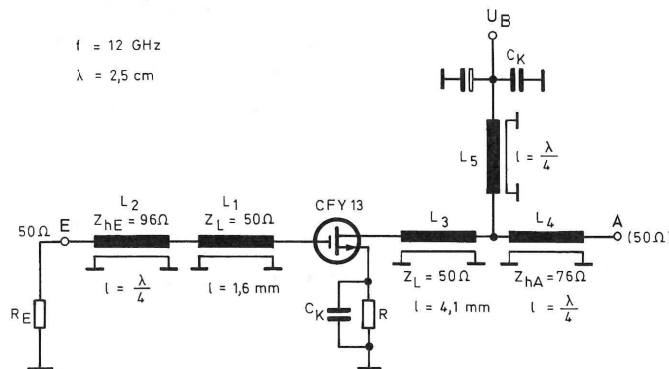 f = 12 GHz
λ = 2,5 cm
U_B
C_K
L_5
l = λ/4
L_2
Z_hE = 96Ω
L_1
Z_L = 50Ω
CFY 13
L_3
L_4
50Ω E
A (50Ω)
l = λ/4
l = 1,6 mm
Z_L = 50Ω
l = 4,1 mm
Z_hA = 76Ω
l = λ/4
R_E
C_K
R